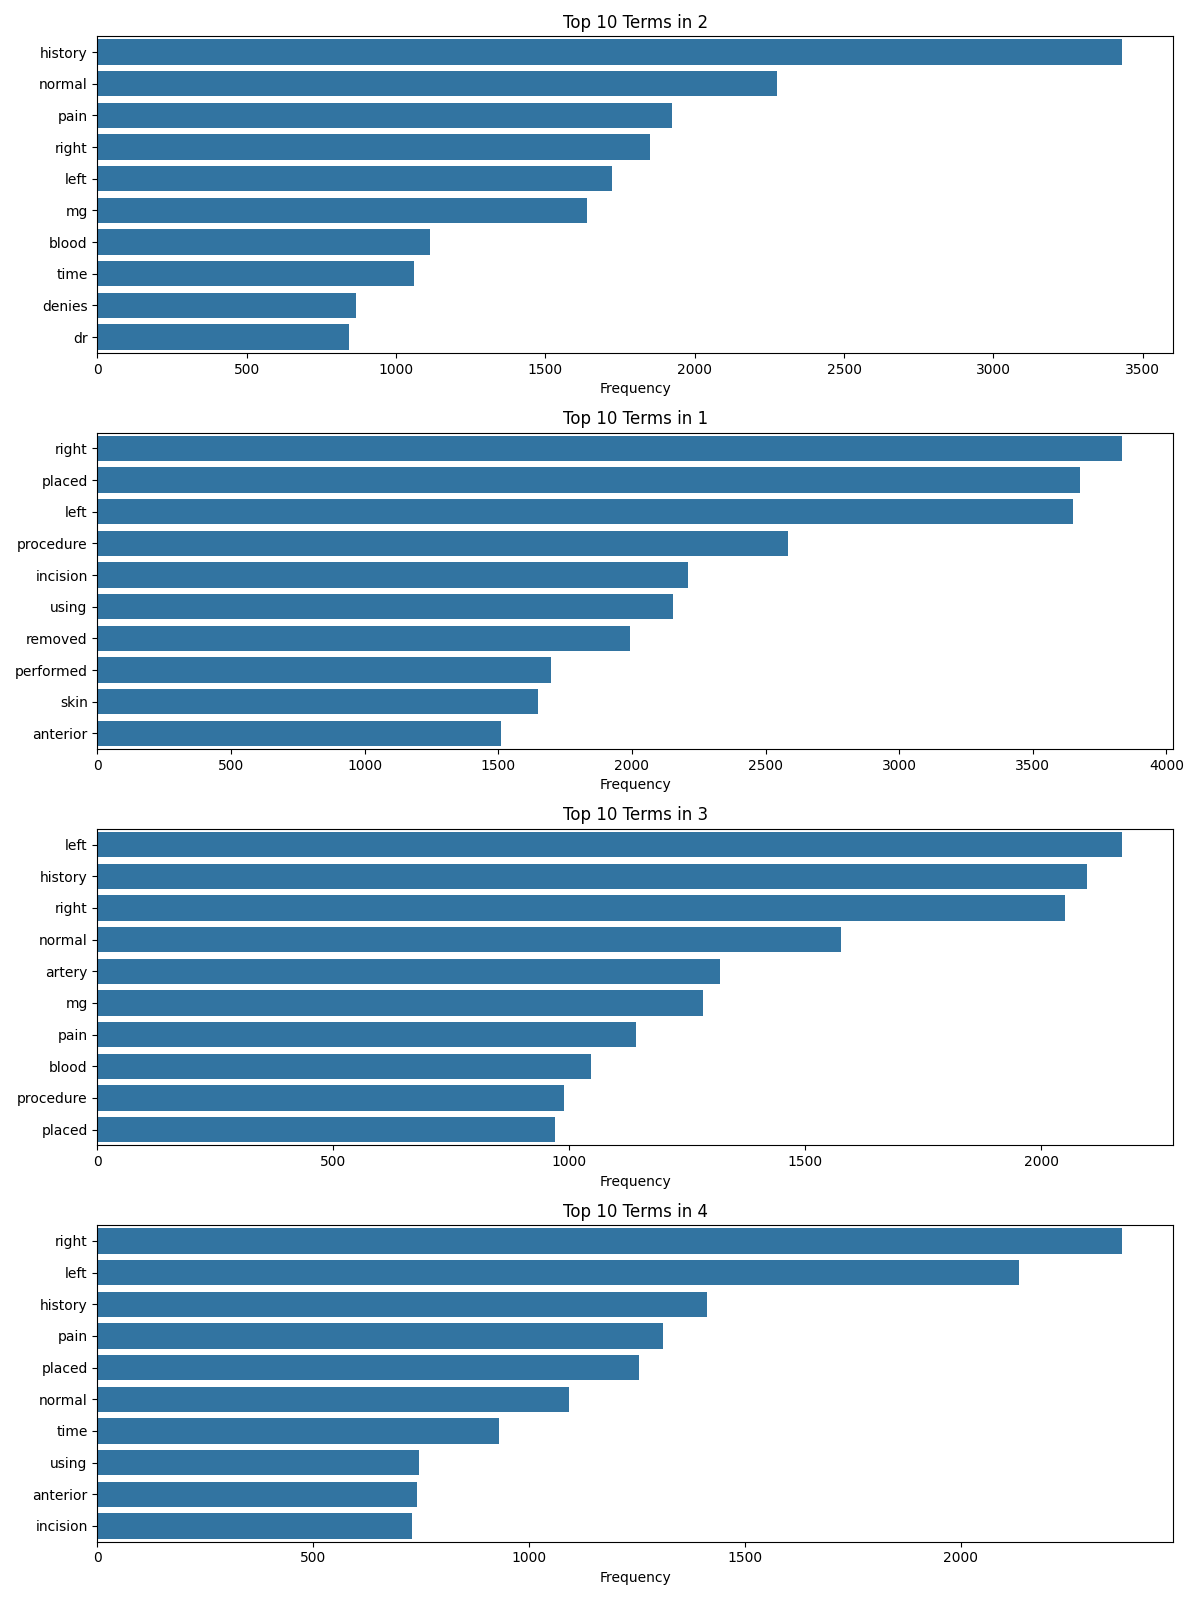 Top 10 Terms in 2
history
normal
pain
right
left
mg
blood
time
denies
dr
0 500 1000 1500 2000 2500 3000 3500
Frequency
Top 10 Terms in 1
right
placed
left
procedure
incision
using
removed
performed
skin
anterior
0 500 1000 1500 2000 2500 3000 3500 4000
Frequency
Top 10 Terms in 3
left
history
right
normal
artery
mg
pain
blood
procedure
placed
0 500 1000 1500 2000
Frequency
Top 10 Terms in 4
right
left
history
pain
placed
normal
time
using
anterior
incision
0 500 1000 1500 2000
Frequency